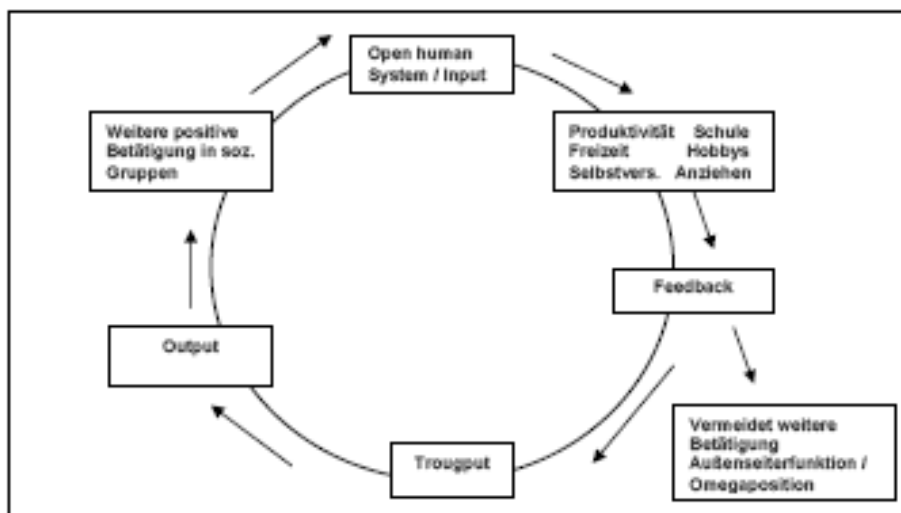 Open human
System / Input
Weitere positive
Betätigung in soz.
Gruppen
Produktivität Schule
Freizeit Hobbys
Selbstvers. Anziehen
Feedback
Output
Trougput
Vermeidet weitere
Betätigung
Außenseiterfunktion /
Omegaposition